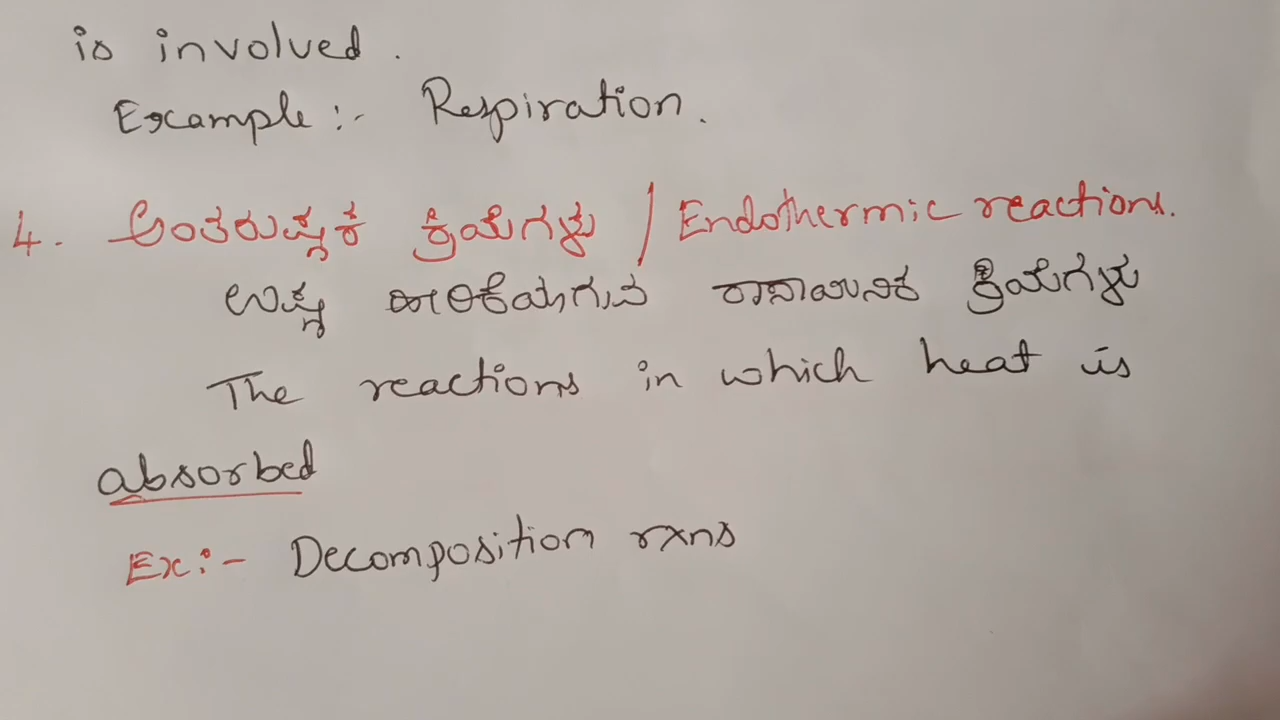 is involved.
Example:- Respiration.
4. ಅಂತರುಷ್ಣಕ ಕ್ರಿಯೆಗಳು / Endothermic reactions.
ಉಷ್ಣ ಹೀರಿಕೆಯಾಗುವ ರಾಸಾಯನಿಕ ಕ್ರಿಯೆಗಳು
The reactions in which heat is
absorbed
Ex:- Decomposition rxns